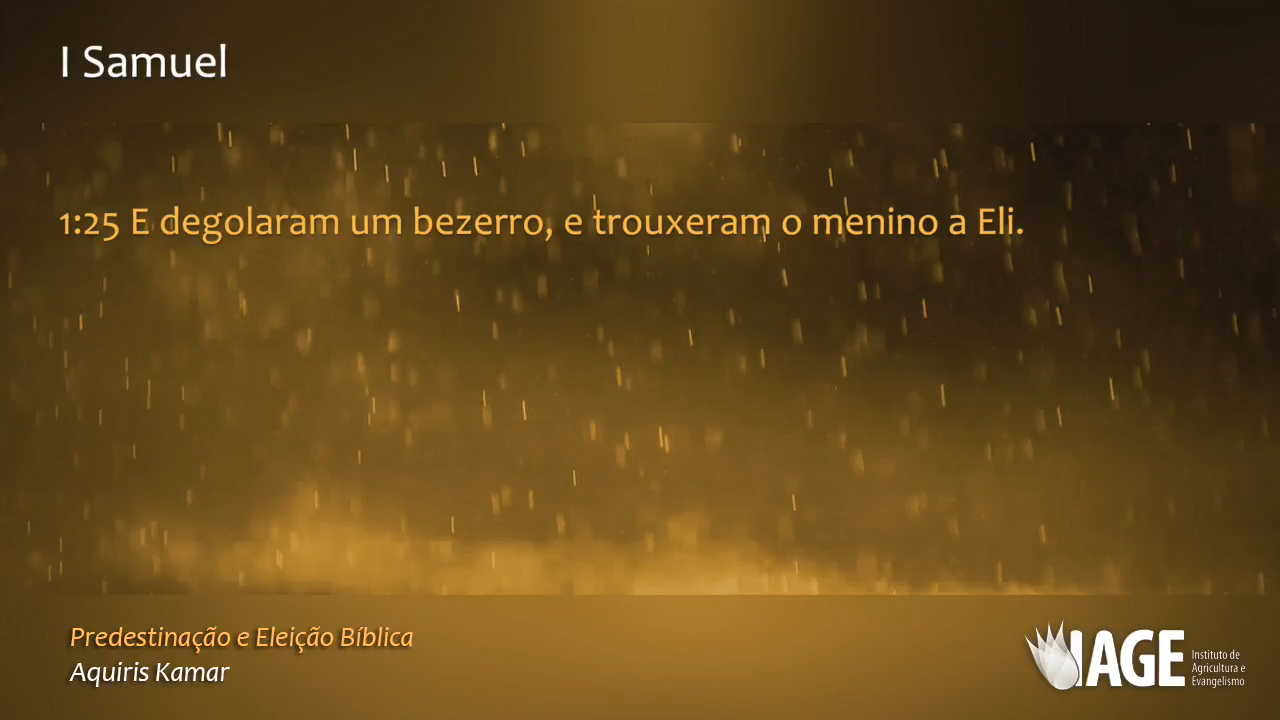 I Samuel
1:25 E degolaram um bezerro, e trouxeram o menino a Eli.
Predestinação e Eleição Bíblica
Aquiris Kamar
IAGE
Instituto de
Agricultura e
Evangelismo